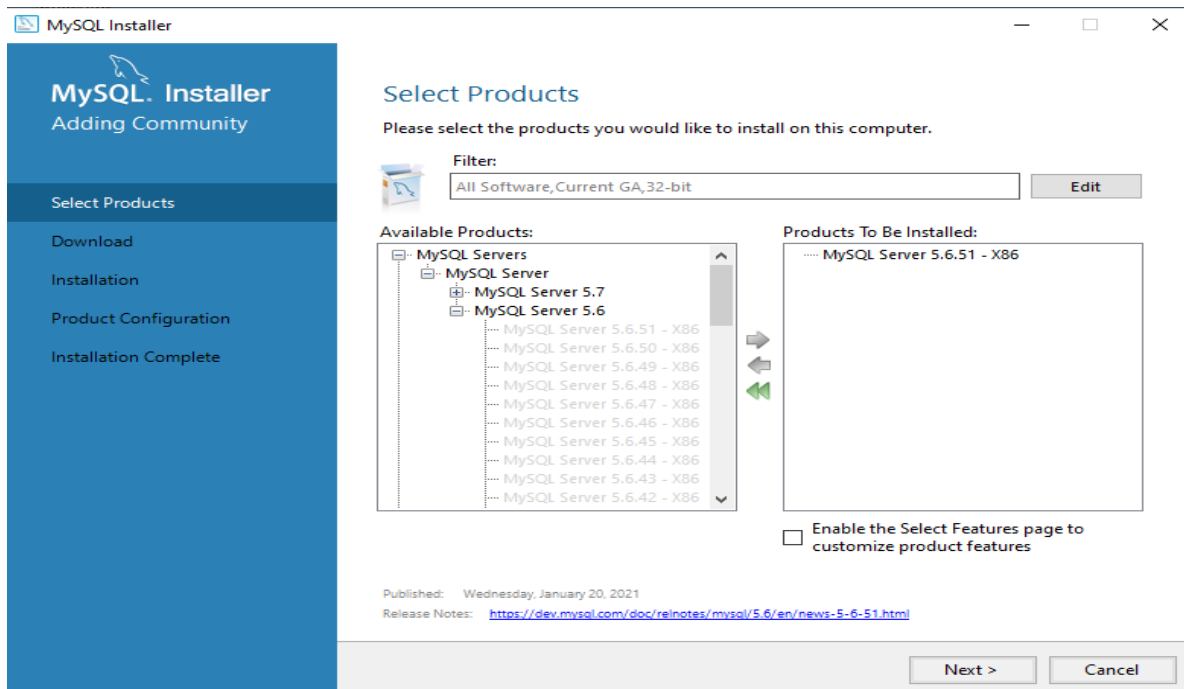 MySQL Installer
MySQL. Installer
Adding Community
Select Products
Download
Installation
Product Configuration
Installation Complete
Select Products
Please select the products you would like to install on this computer.
Filter:
All Software,Current GA,32-bit
Edit
Available Products:
MySQL Servers
MySQL Server
MySQL Server 5.7
MySQL Server 5.6
MySQL Server 5.6.51 - X86
MySQL Server 5.6.50 - X86
MySQL Server 5.6.49 - X86
MySQL Server 5.6.48 - X86
MySQL Server 5.6.47 - X86
MySQL Server 5.6.46 - X86
MySQL Server 5.6.45 - X86
MySQL Server 5.6.44 - X86
MySQL Server 5.6.43 - X86
MySQL Server 5.6.42 - X86
Products To Be Installed:
MySQL Server 5.6.51 - X86
Enable the Select Features page to
customize product features
Published: Wednesday, January 20, 2021
Release Notes: https://dev.mysql.com/doc/relnotes/mysql/5.6/en/news-5-6-51.html
Next >
Cancel